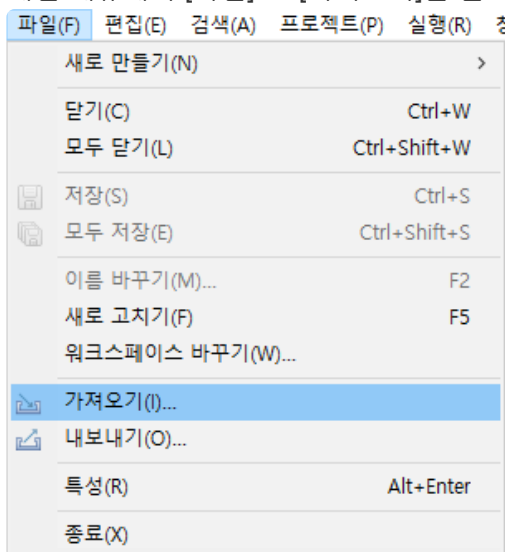 파일(F) 편집(E) 검색(A) 프로젝트(P) 실행(R)
새로 만들기(N) >
닫기(C) Ctrl+W
모두 닫기(L) Ctrl+Shift+W
저장(S) Ctrl+S
모두 저장(E) Ctrl+Shift+S
이름 바꾸기(M)... F2
새로 고치기(F) F5
워크스페이스 바꾸기(W)...
가져오기(I)...
내보내기(O)...
특성(R) Alt+Enter
종료(X)